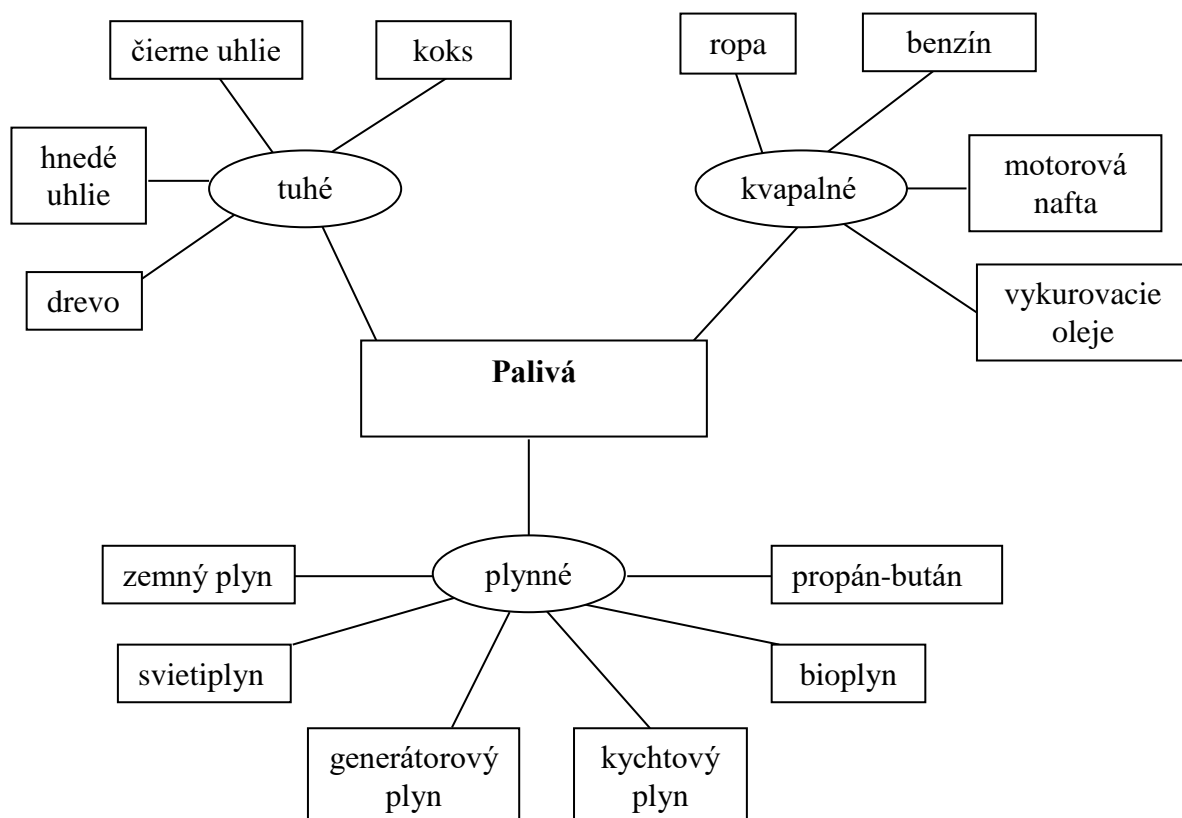 čierne uhlie
koks
ropa
benzín
hnedé
uhlie
tuhé
kvapalné
motorová
nafta
drevo
vykurovacie
oleje
Palivá
zemný plyn
plynné
propán-bután
svietiplyn
bioplyn
generátorový
plyn
kychtový
plyn